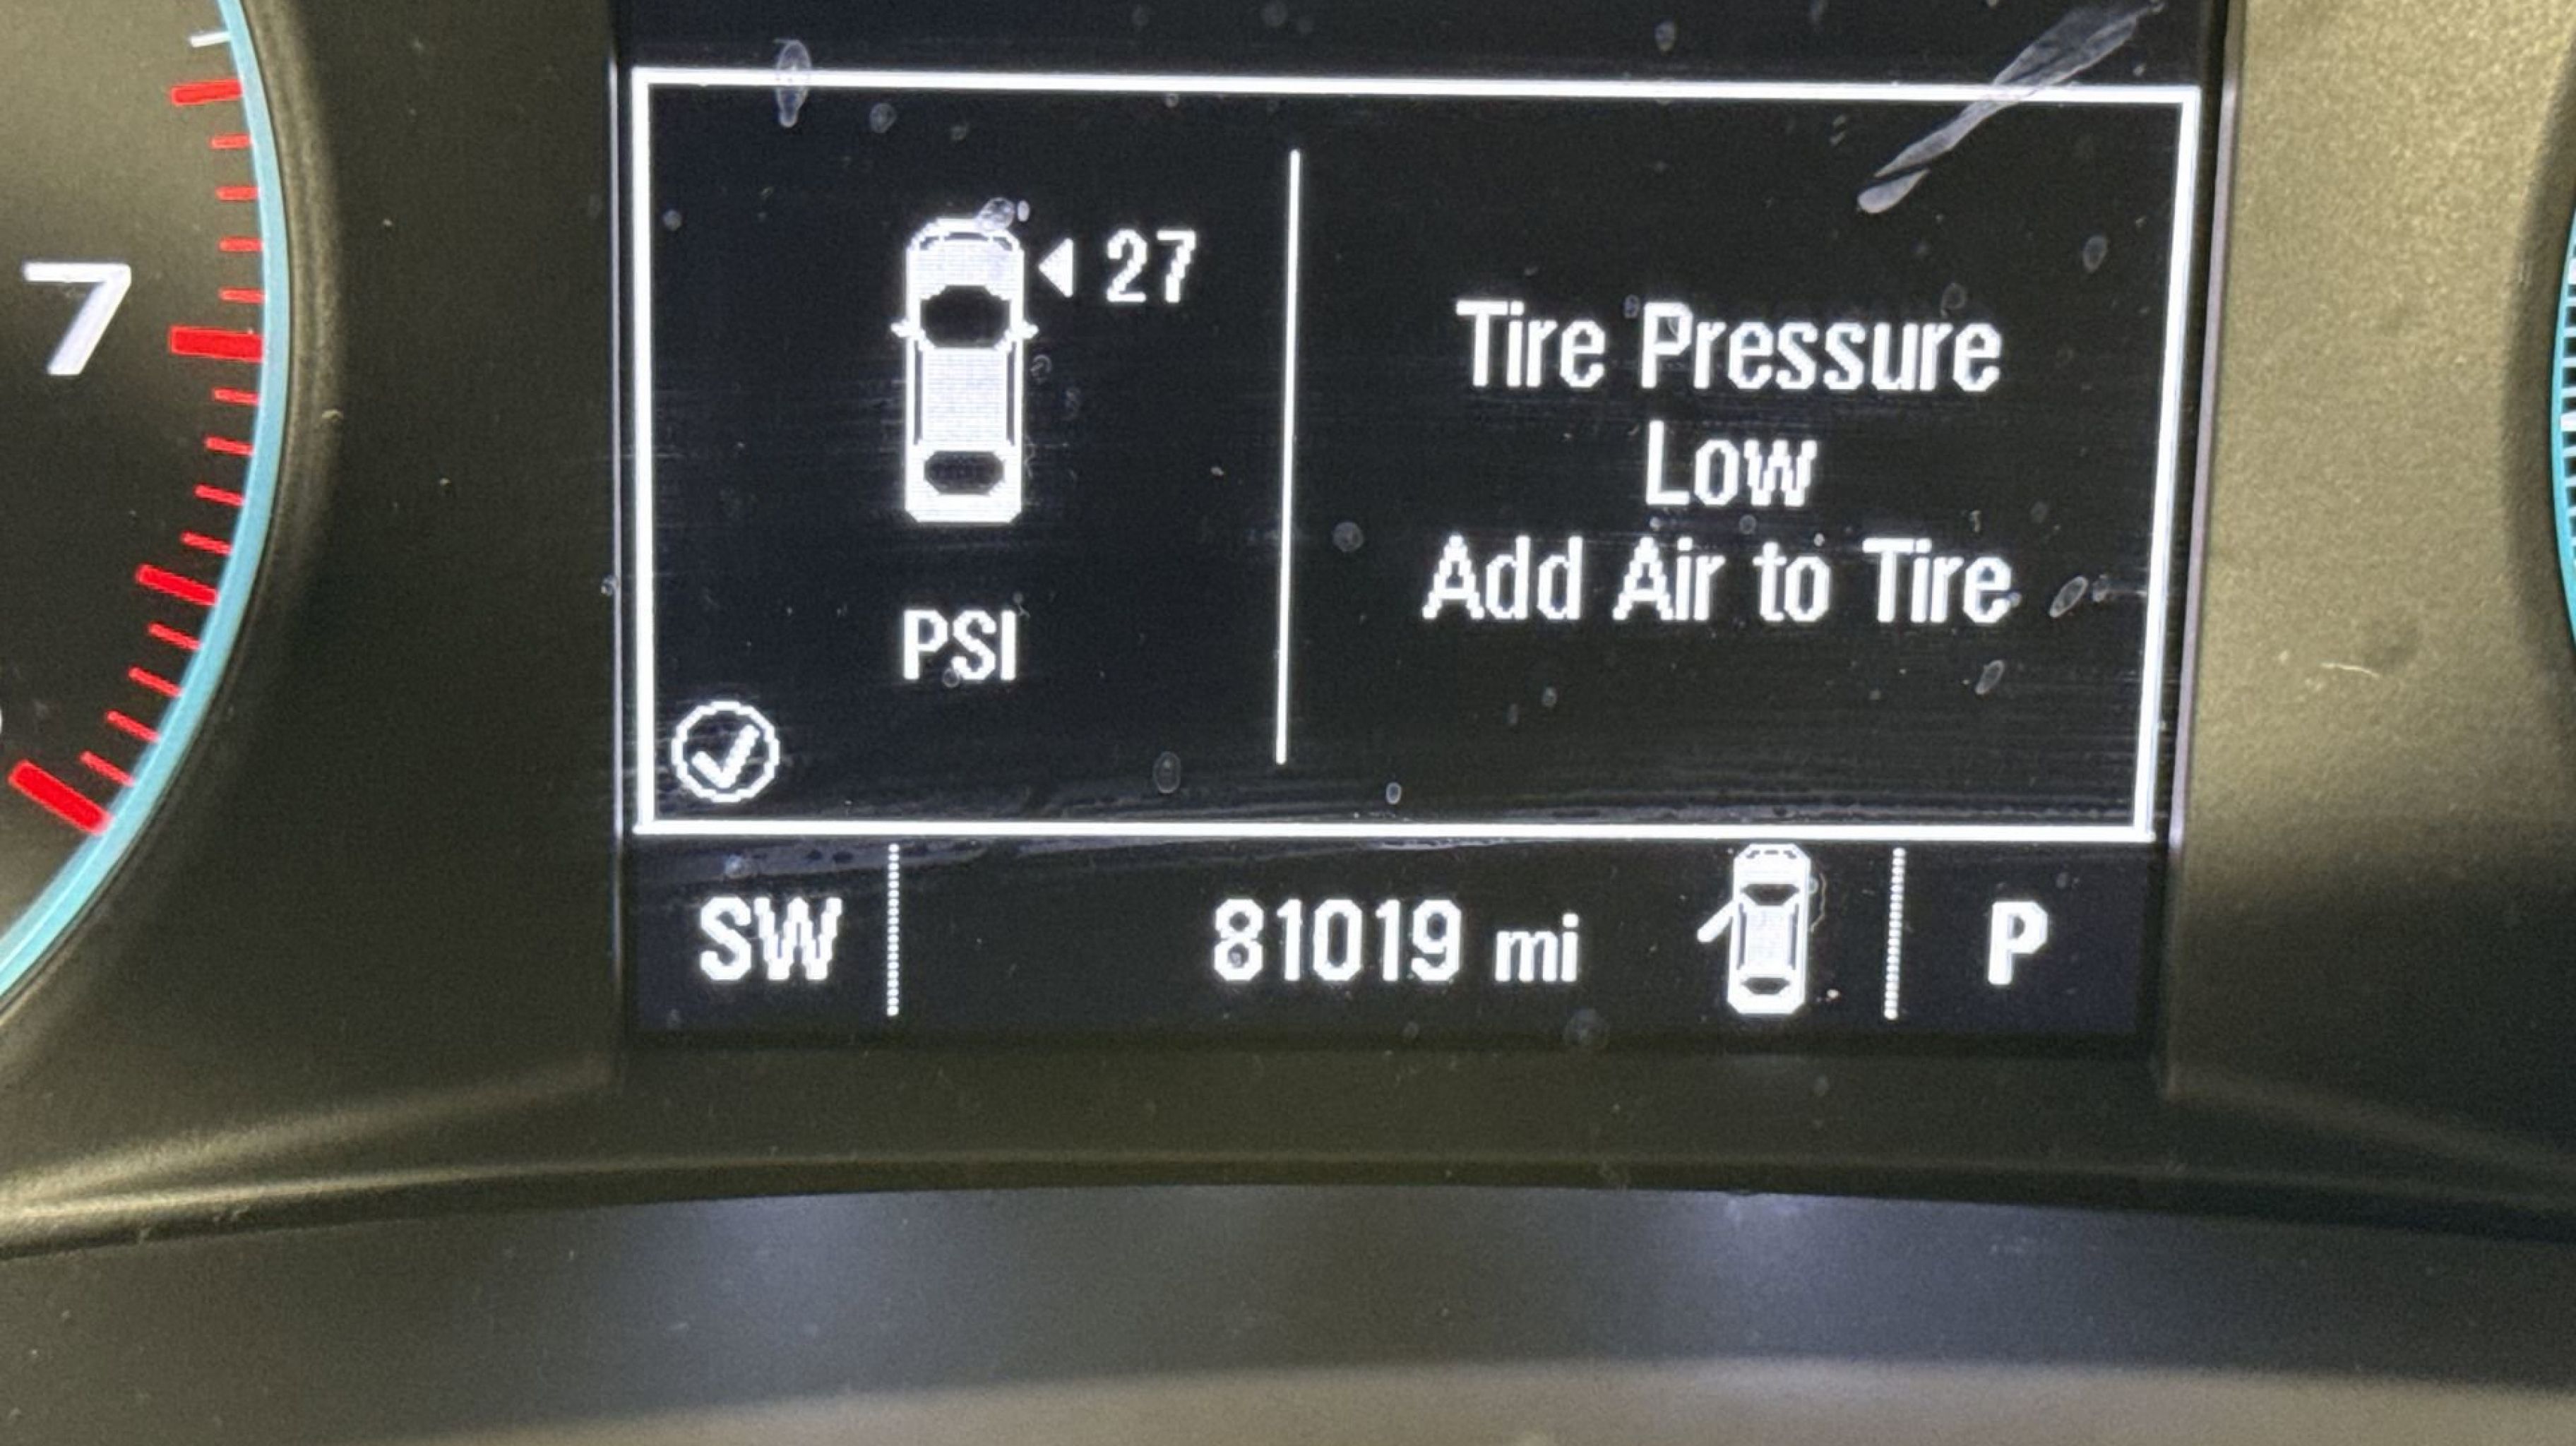 7
27
Tire Pressure
Low
Add Air to Tire
PSI
SW
81019 mi
P